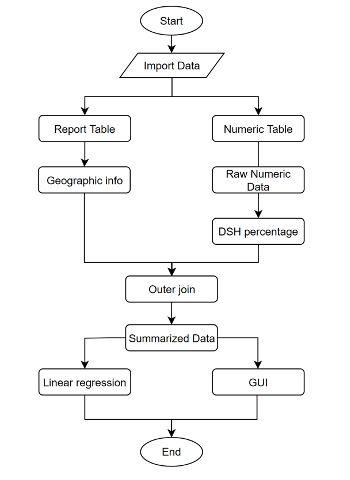 Start
Import Data
Report Table
Numeric Table
Geographic info
Raw Numeric
Data
DSH percentage
Outer join
Summarized Data
Linear regression
GUI
End